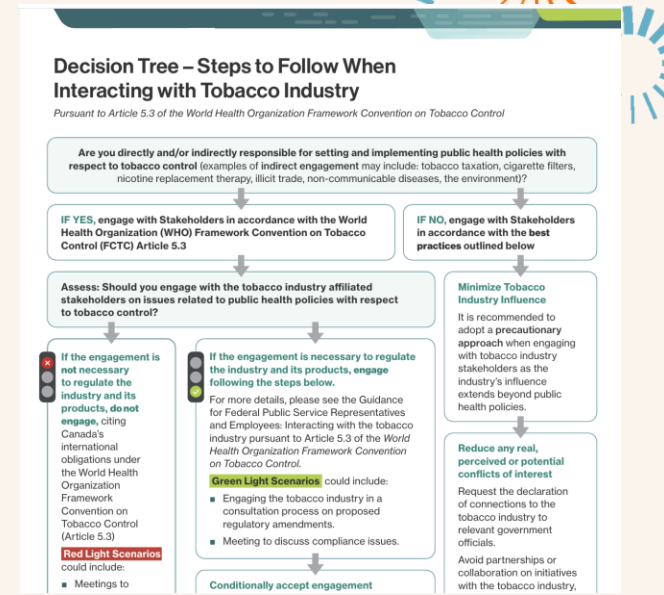 Decision Tree – Steps to Follow When
Interacting with Tobacco Industry
Pursuant to Article 5.3 of the World Health Organization Framework Convention on Tobacco Control
Are you directly and/or indirectly responsible for setting and implementing public health policies with
respect to tobacco control (examples of indirect engagement may include: tobacco taxation, cigarette filters,
nicotine replacement therapy, illicit trade, non-communicable diseases, the environment)?
IF YES, engage with Stakeholders in accordance with the World
Health Organization (WHO) Framework Convention on Tobacco
Control (FCTC) Article 5.3
IF NO, engage with Stakeholders
in accordance with the best
practices outlined below
Assess: Should you engage with the tobacco industry affiliated
stakeholders on issues related to public health policies with respect
to tobacco control?
If the engagement is
not necessary
to regulate the
industry and its
products, do not
engage, citing
Canada's
international
obligations under
the World Health
Organization
Framework
Convention on
Tobacco Control
(Article 5.3)
Red Light Scenarios
could include:
▪ Meetings to
If the engagement is necessary to regulate
the industry and its products, engage
following the steps below.
For more details, please see the Guidance
for Federal Public Service Representatives
and Employees: Interacting with the tobacco
industry pursuant to Article 5.3 of the World
Health Organization Framework Convention
on Tobacco Control.
Green Light Scenarios could include:
▪ Engaging the tobacco industry in a
consultation process on proposed
regulatory amendments.
▪ Meeting to discuss compliance issues.
Conditionally accept engagement
Minimize Tobacco
Industry Influence
It is recommended to
adopt a precautionary
approach when engaging
with tobacco industry
stakeholders as the
industry's influence
extends beyond public
health policies.
Reduce any real,
perceived or potential
conflicts of interest
Request the declaration
of connections to the
tobacco industry to
relevant government
officials.
Avoid partnerships or
collaboration on initiatives
with the tobacco industry,